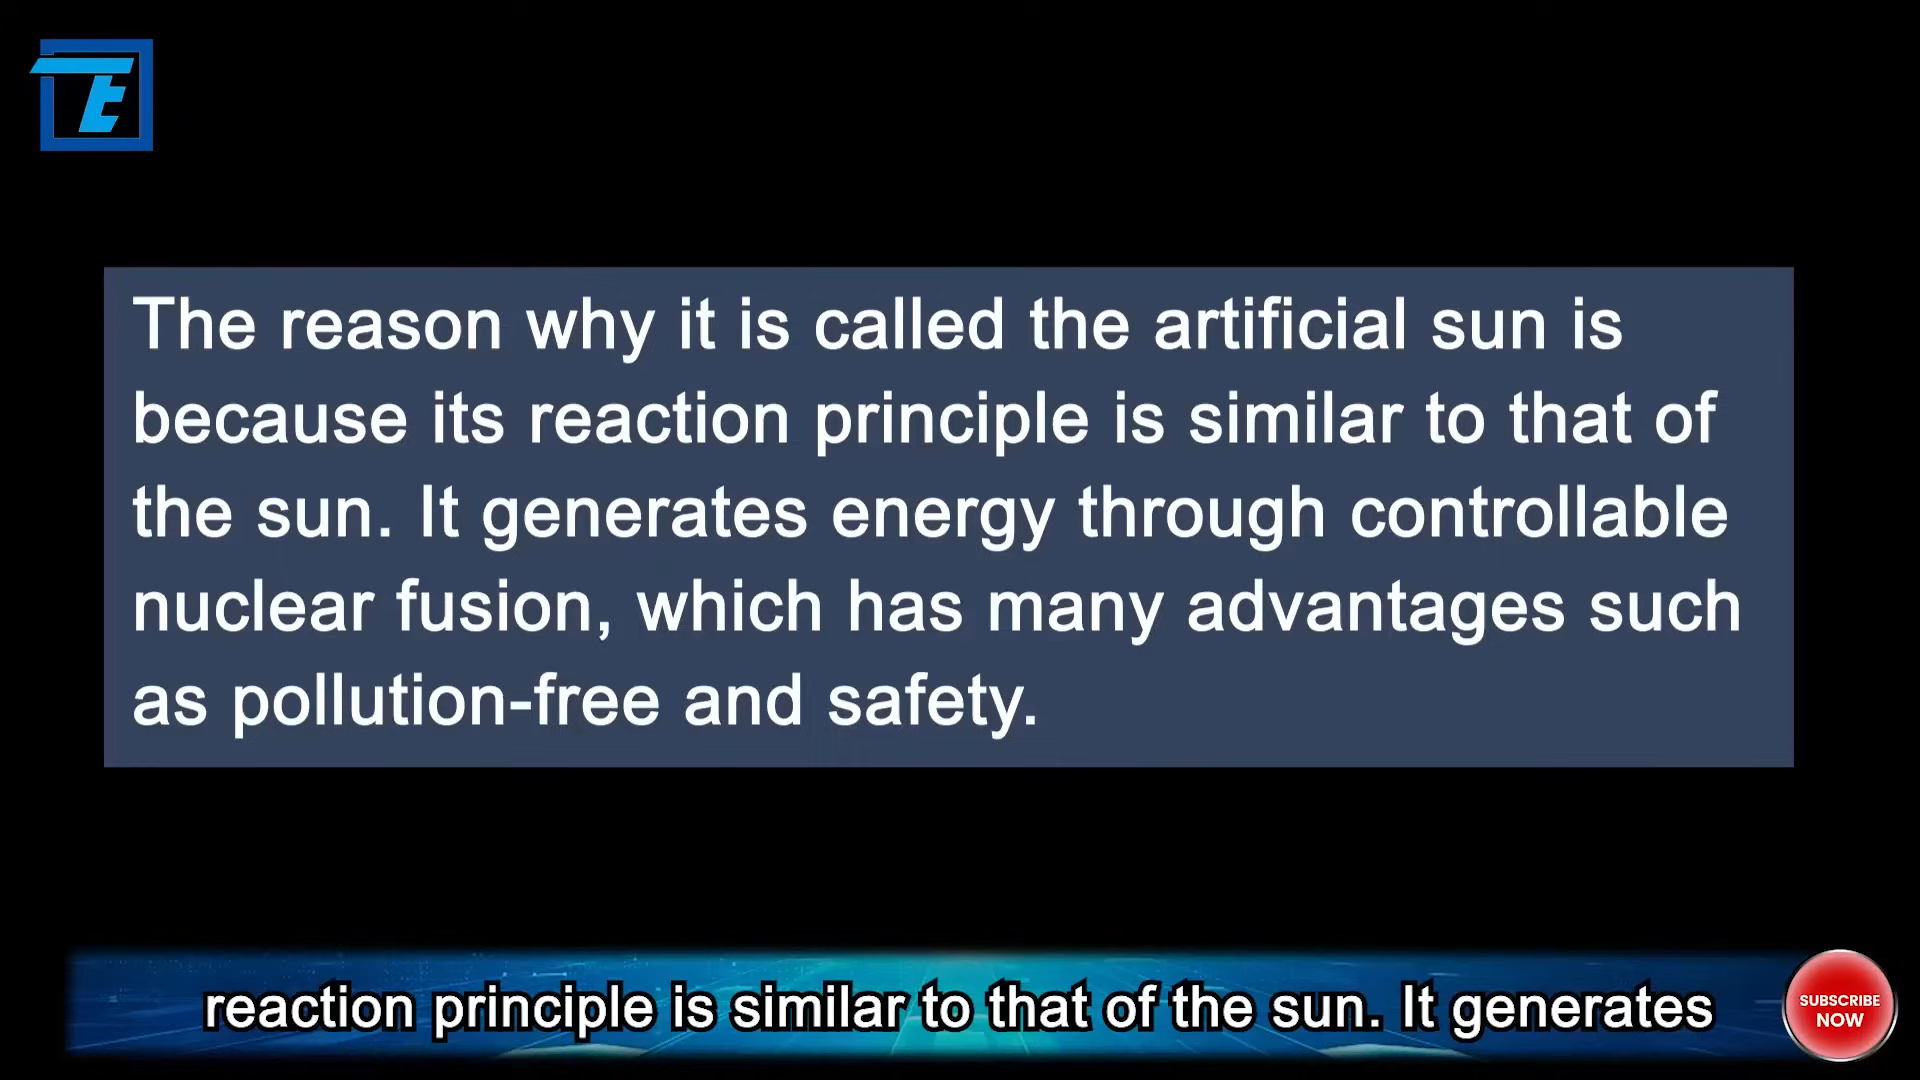 TE
The reason why it is called the artificial sun is
because its reaction principle is similar to that of
the sun. It generates energy through controllable
nuclear fusion, which has many advantages such
as pollution-free and safety.
reaction principle is similar to that of the sun. It generates
SUBSCRIBE
NOW